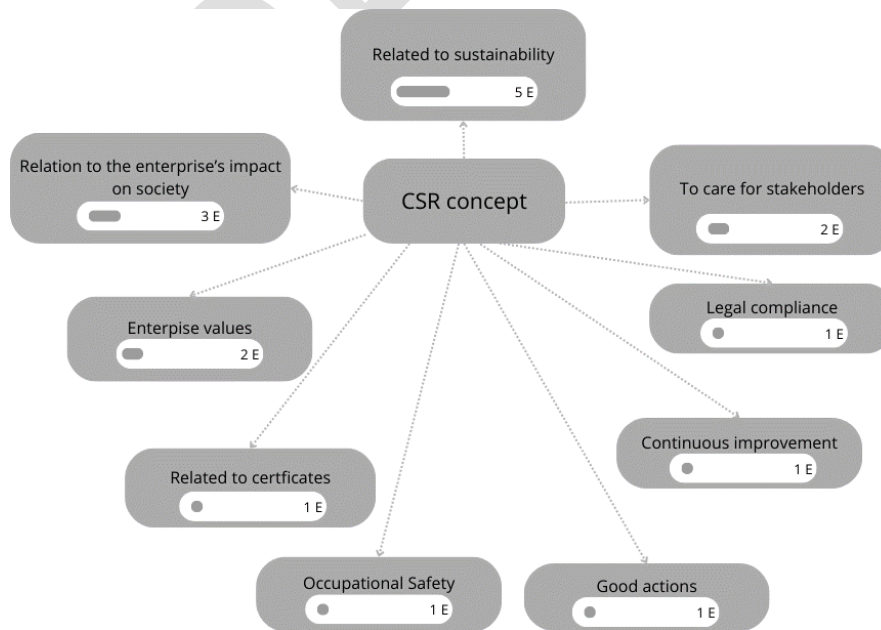 Related to sustainability
5 E
Relation to the enterprise's impact
on society
3 E
CSR concept
To care for stakeholders
2 E
Legal compliance
1 E
Enterpise values
2 E
Continuous improvement
1 E
Related to certficates
1 E
Occupational Safety
1 E
Good actions
1 E